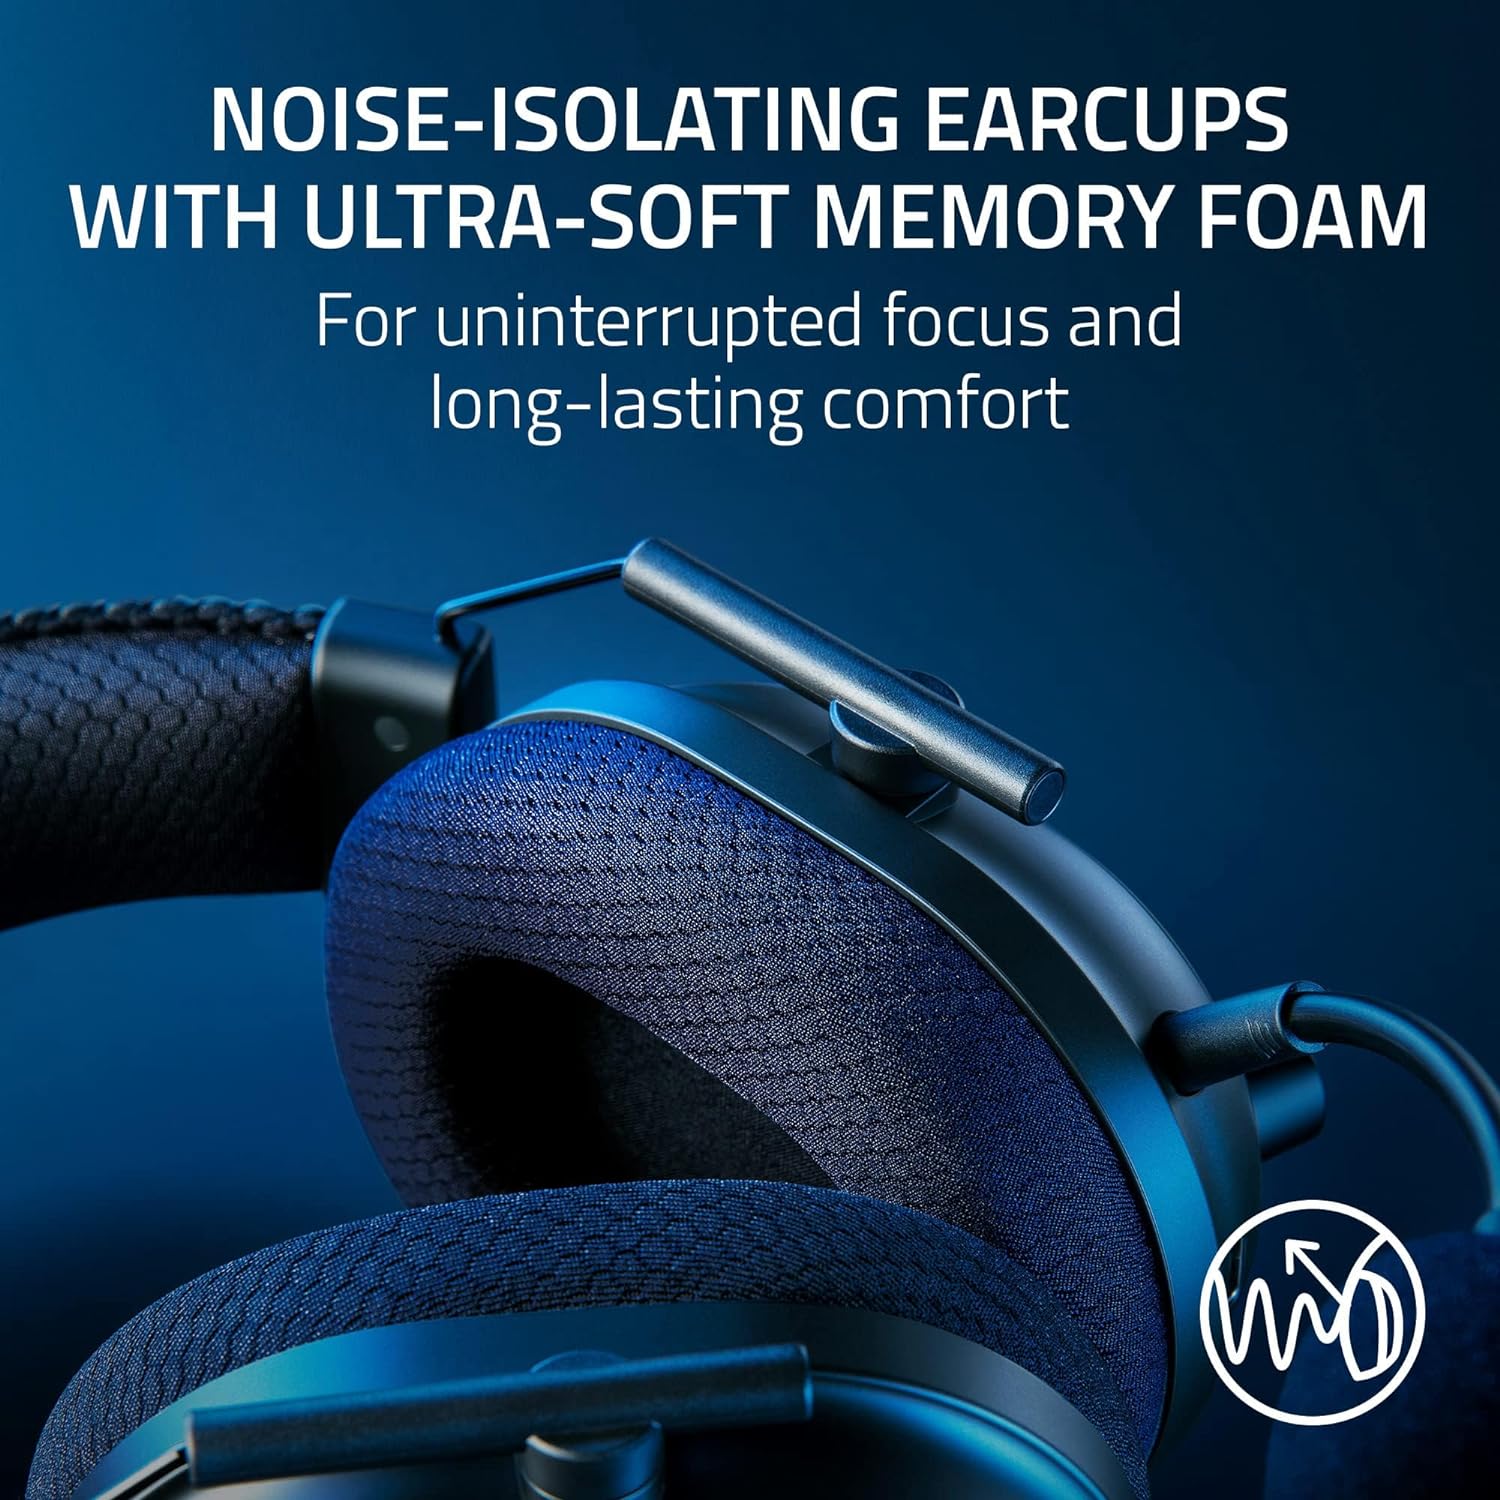 NOISE-ISOLATING EARCUPS
WITH ULTRA-SOFT MEMORY FOAM
For uninterrupted focus and
long-lasting comfort